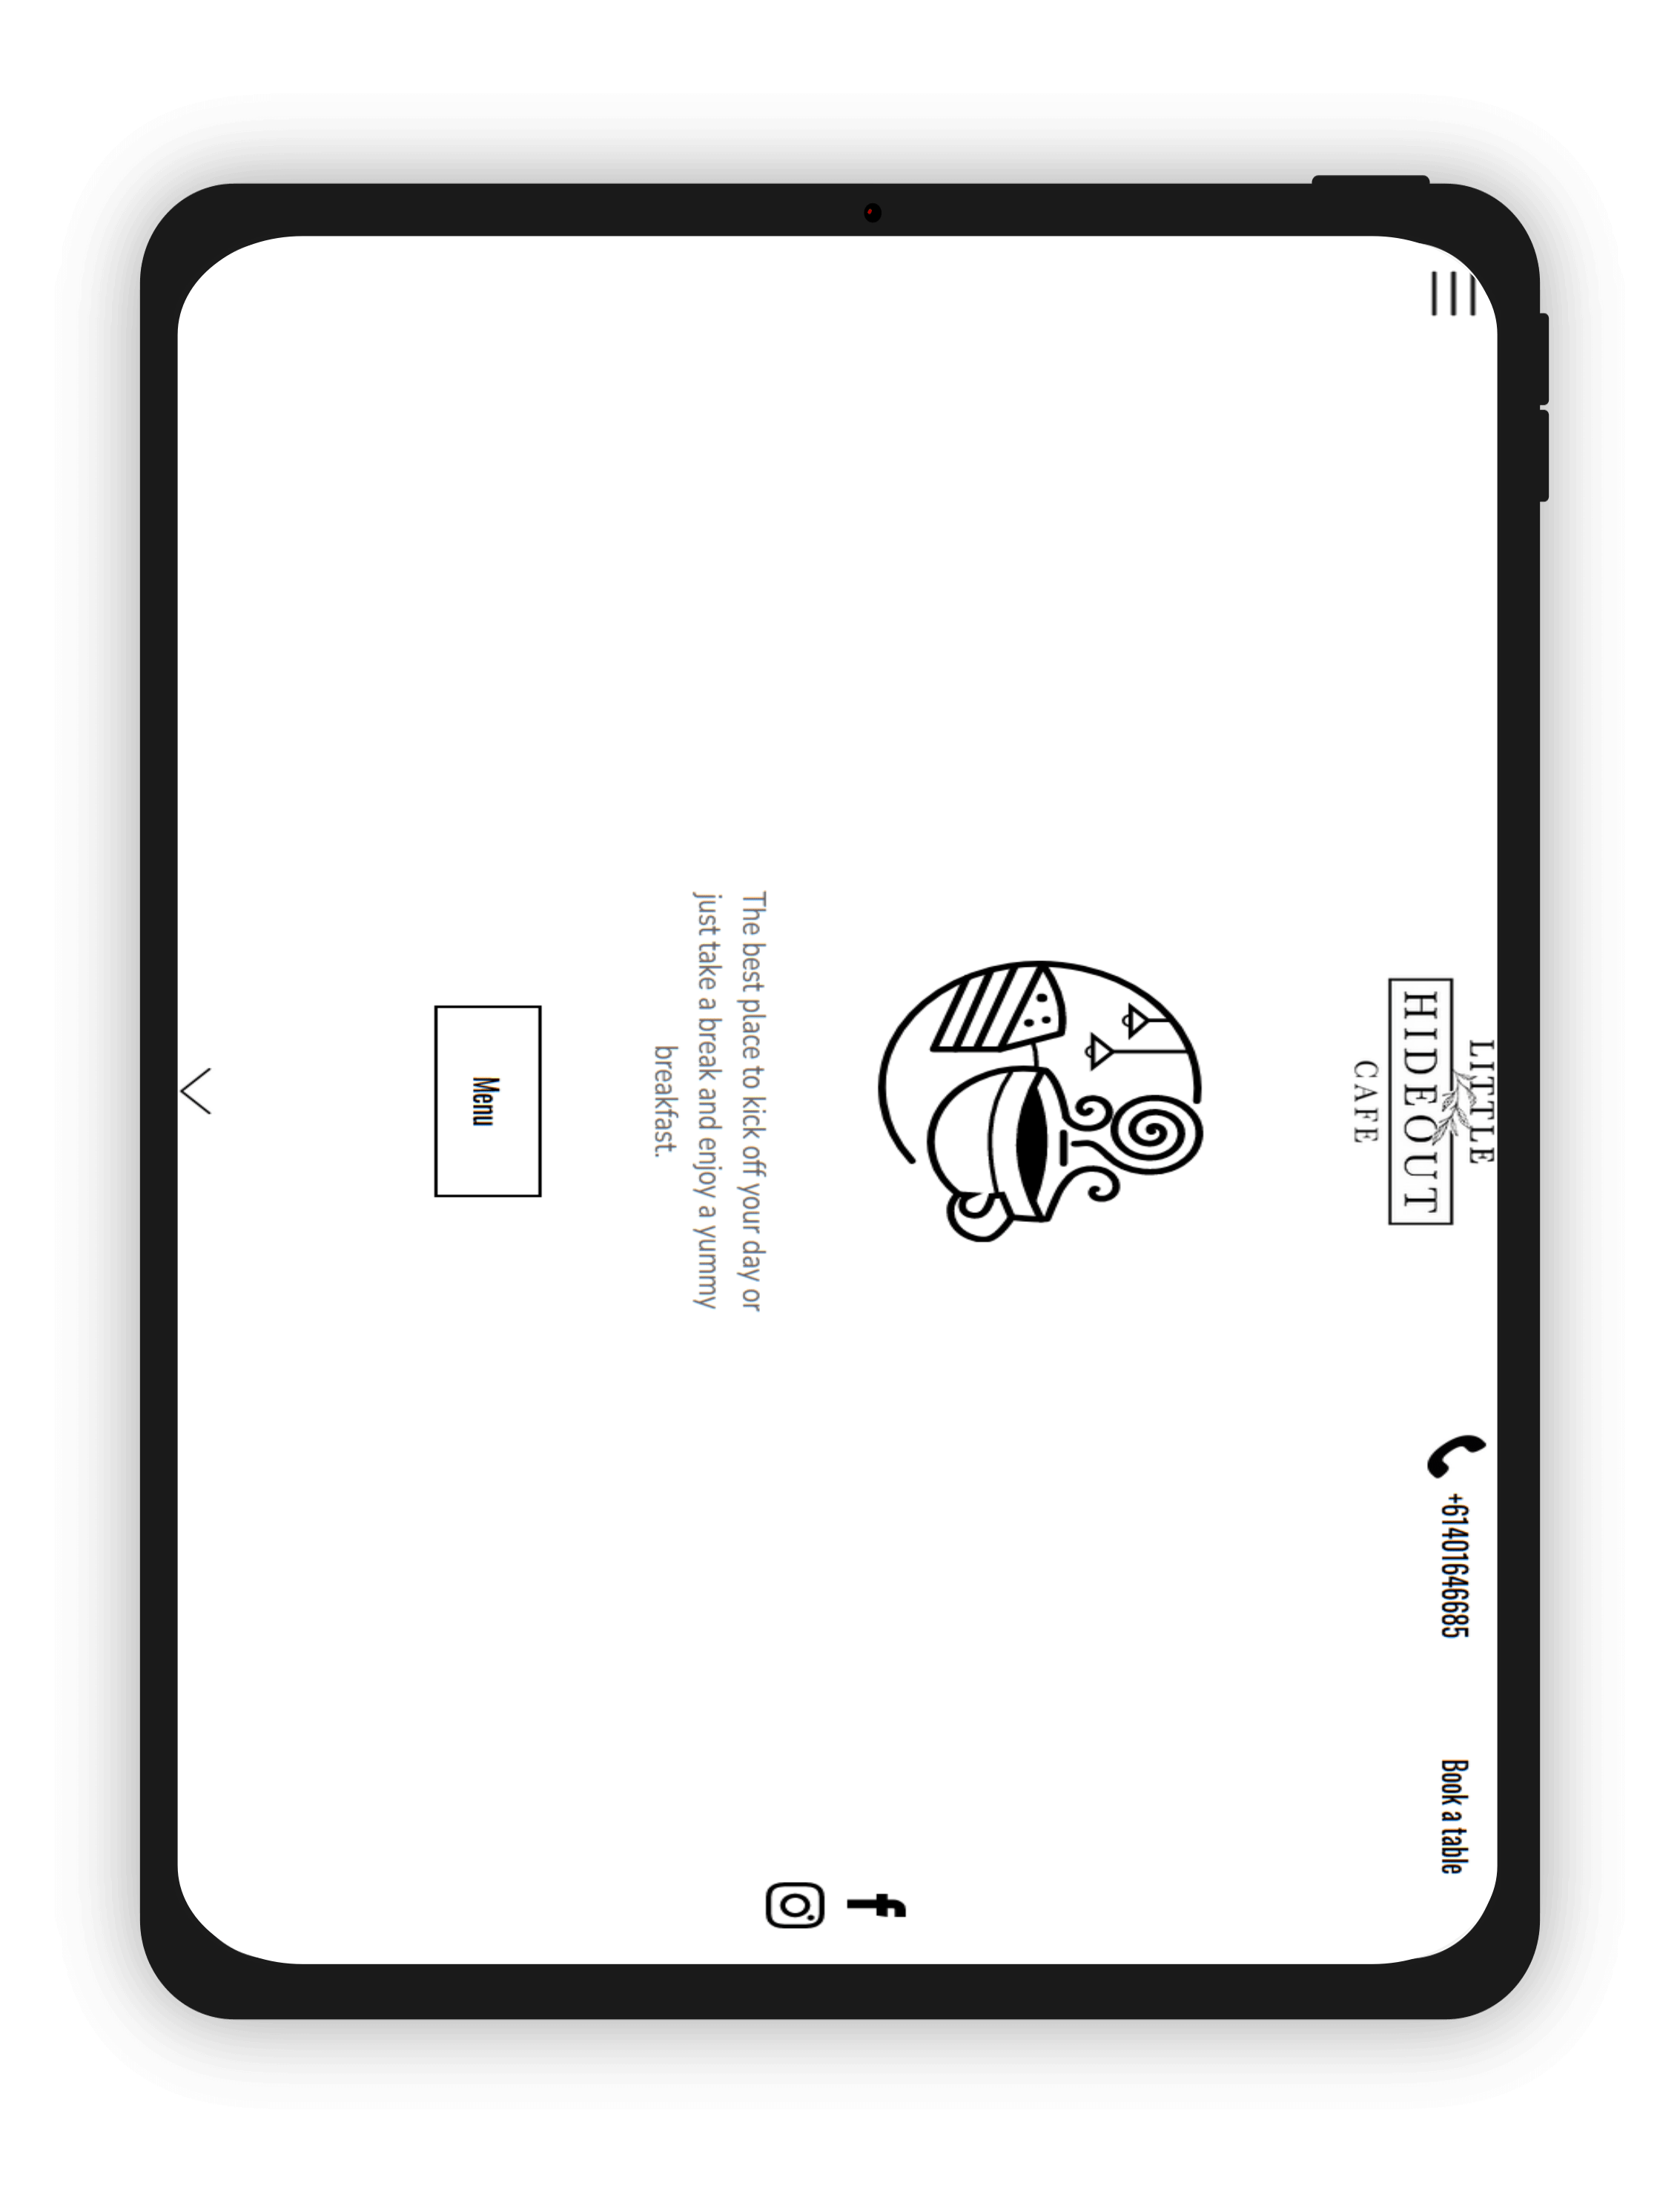 LITTLE
HIDEOUT
CAFE
+61401646685
Book a table
The best place to kick off your day or
just take a break and enjoy a yummy
breakfast.
Menu